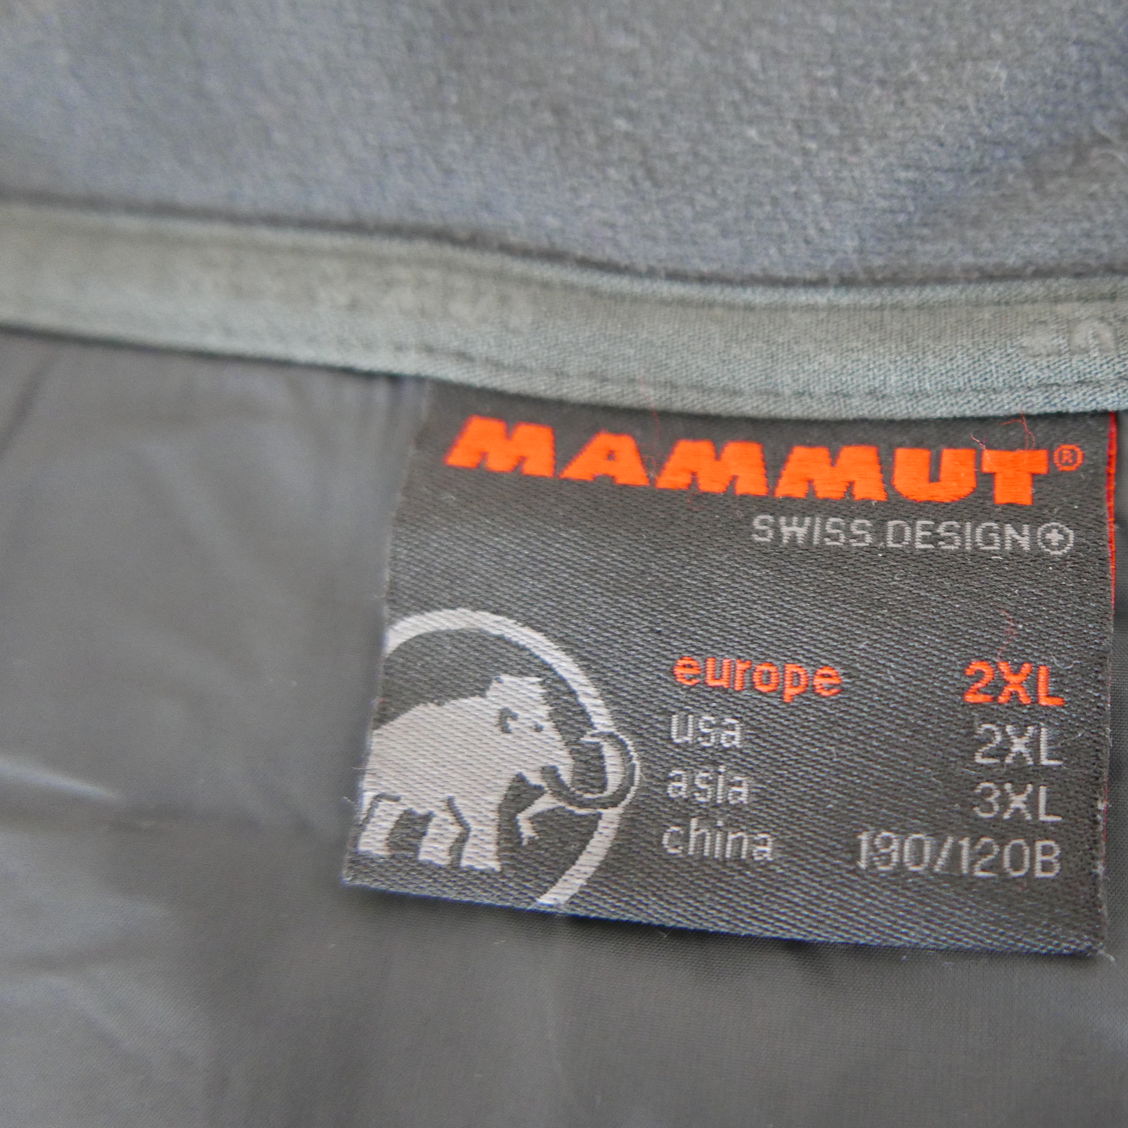 MAMMUT®
SWISS DESIGN
europe 2XL
usa 2XL
asia 3XL
china 190/120B